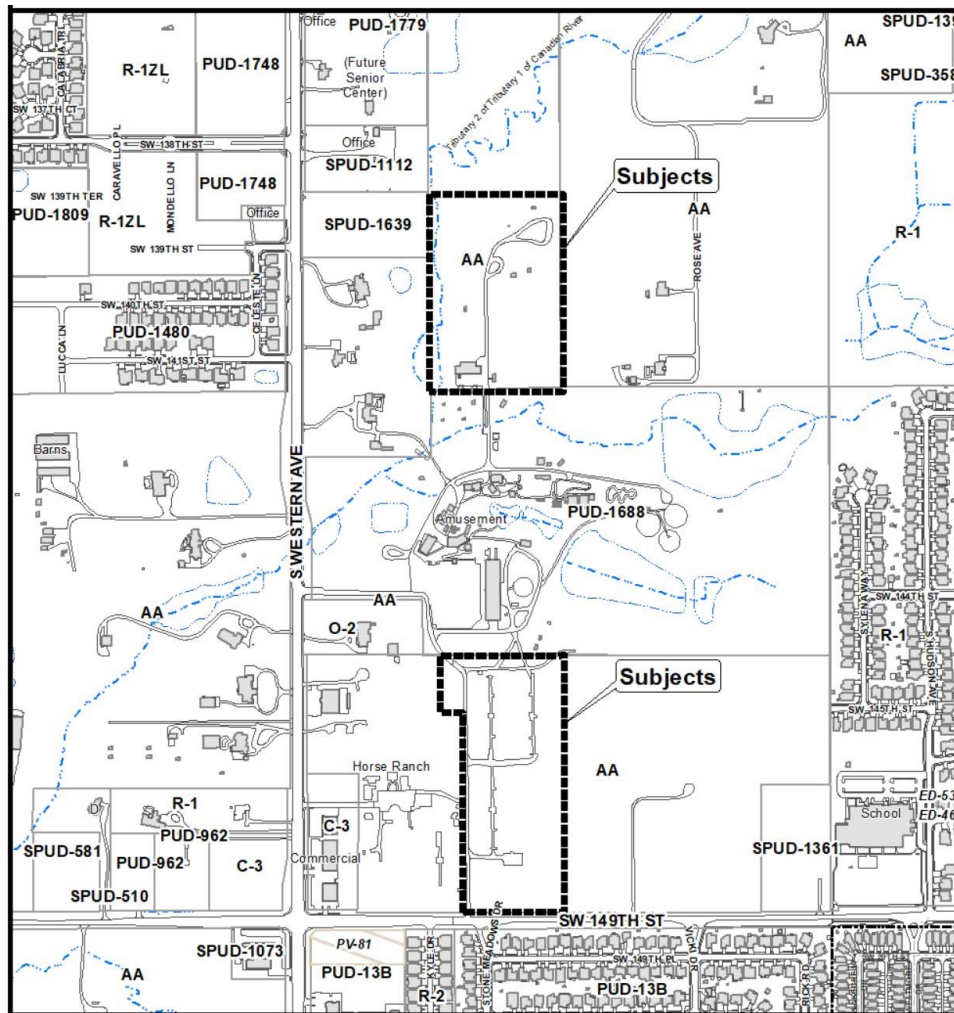 Office
PUD-1779
SPUD-139
AA
SPUD-358
CALABRIA TRL
R-1ZL
PUD-1748
(Future
Senior
Center)
Tributary 2 of Tributary 1 of Canadian River
SW 137TH CT
CARAVELLO PL
SW 138TH ST
Office
SPUD-1112
Subjects
MONDELLO LN
PUD-1748
SW 139TH TER
PUD-1809
R-1ZL
Office
SPUD-1639
AA
ROSE AVE
R-1
SW 139TH ST
AA
CELESTE LN
SW 140TH ST
PUD-1480
LUCCA LN
SW 141ST ST
Barns
S WESTERN AVE
Amusement
PUD-1688
SYLENA WAY
SW 144TH ST
AA
AA
O-2
R-1
S HUDSON AVE
Subjects
SW 145TH ST
Horse Ranch
AA
R-1
PUD-962
C-3
School
ED-53
ED-46
SPUD-581
PUD-962
C-3
Commercial
SPUD-1361
SPUD-510
STONE MEADOWS DR
SW 149TH ST
SPUD-1073
PV-81
KYLE DR
VICKI DR
SW 149TH PL
AA
PUD-13B
R-2
PUD-13B
RICK RD